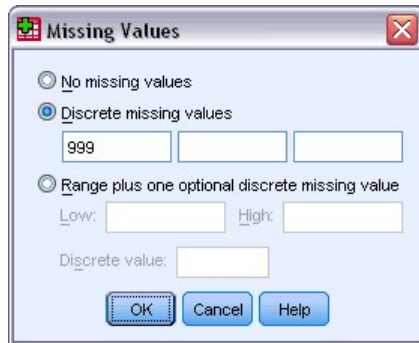 Missing Values
No missing values
Discrete missing values
999
Range plus one optional discrete missing value
Low: High:
Discrete value:
OK Cancel Help